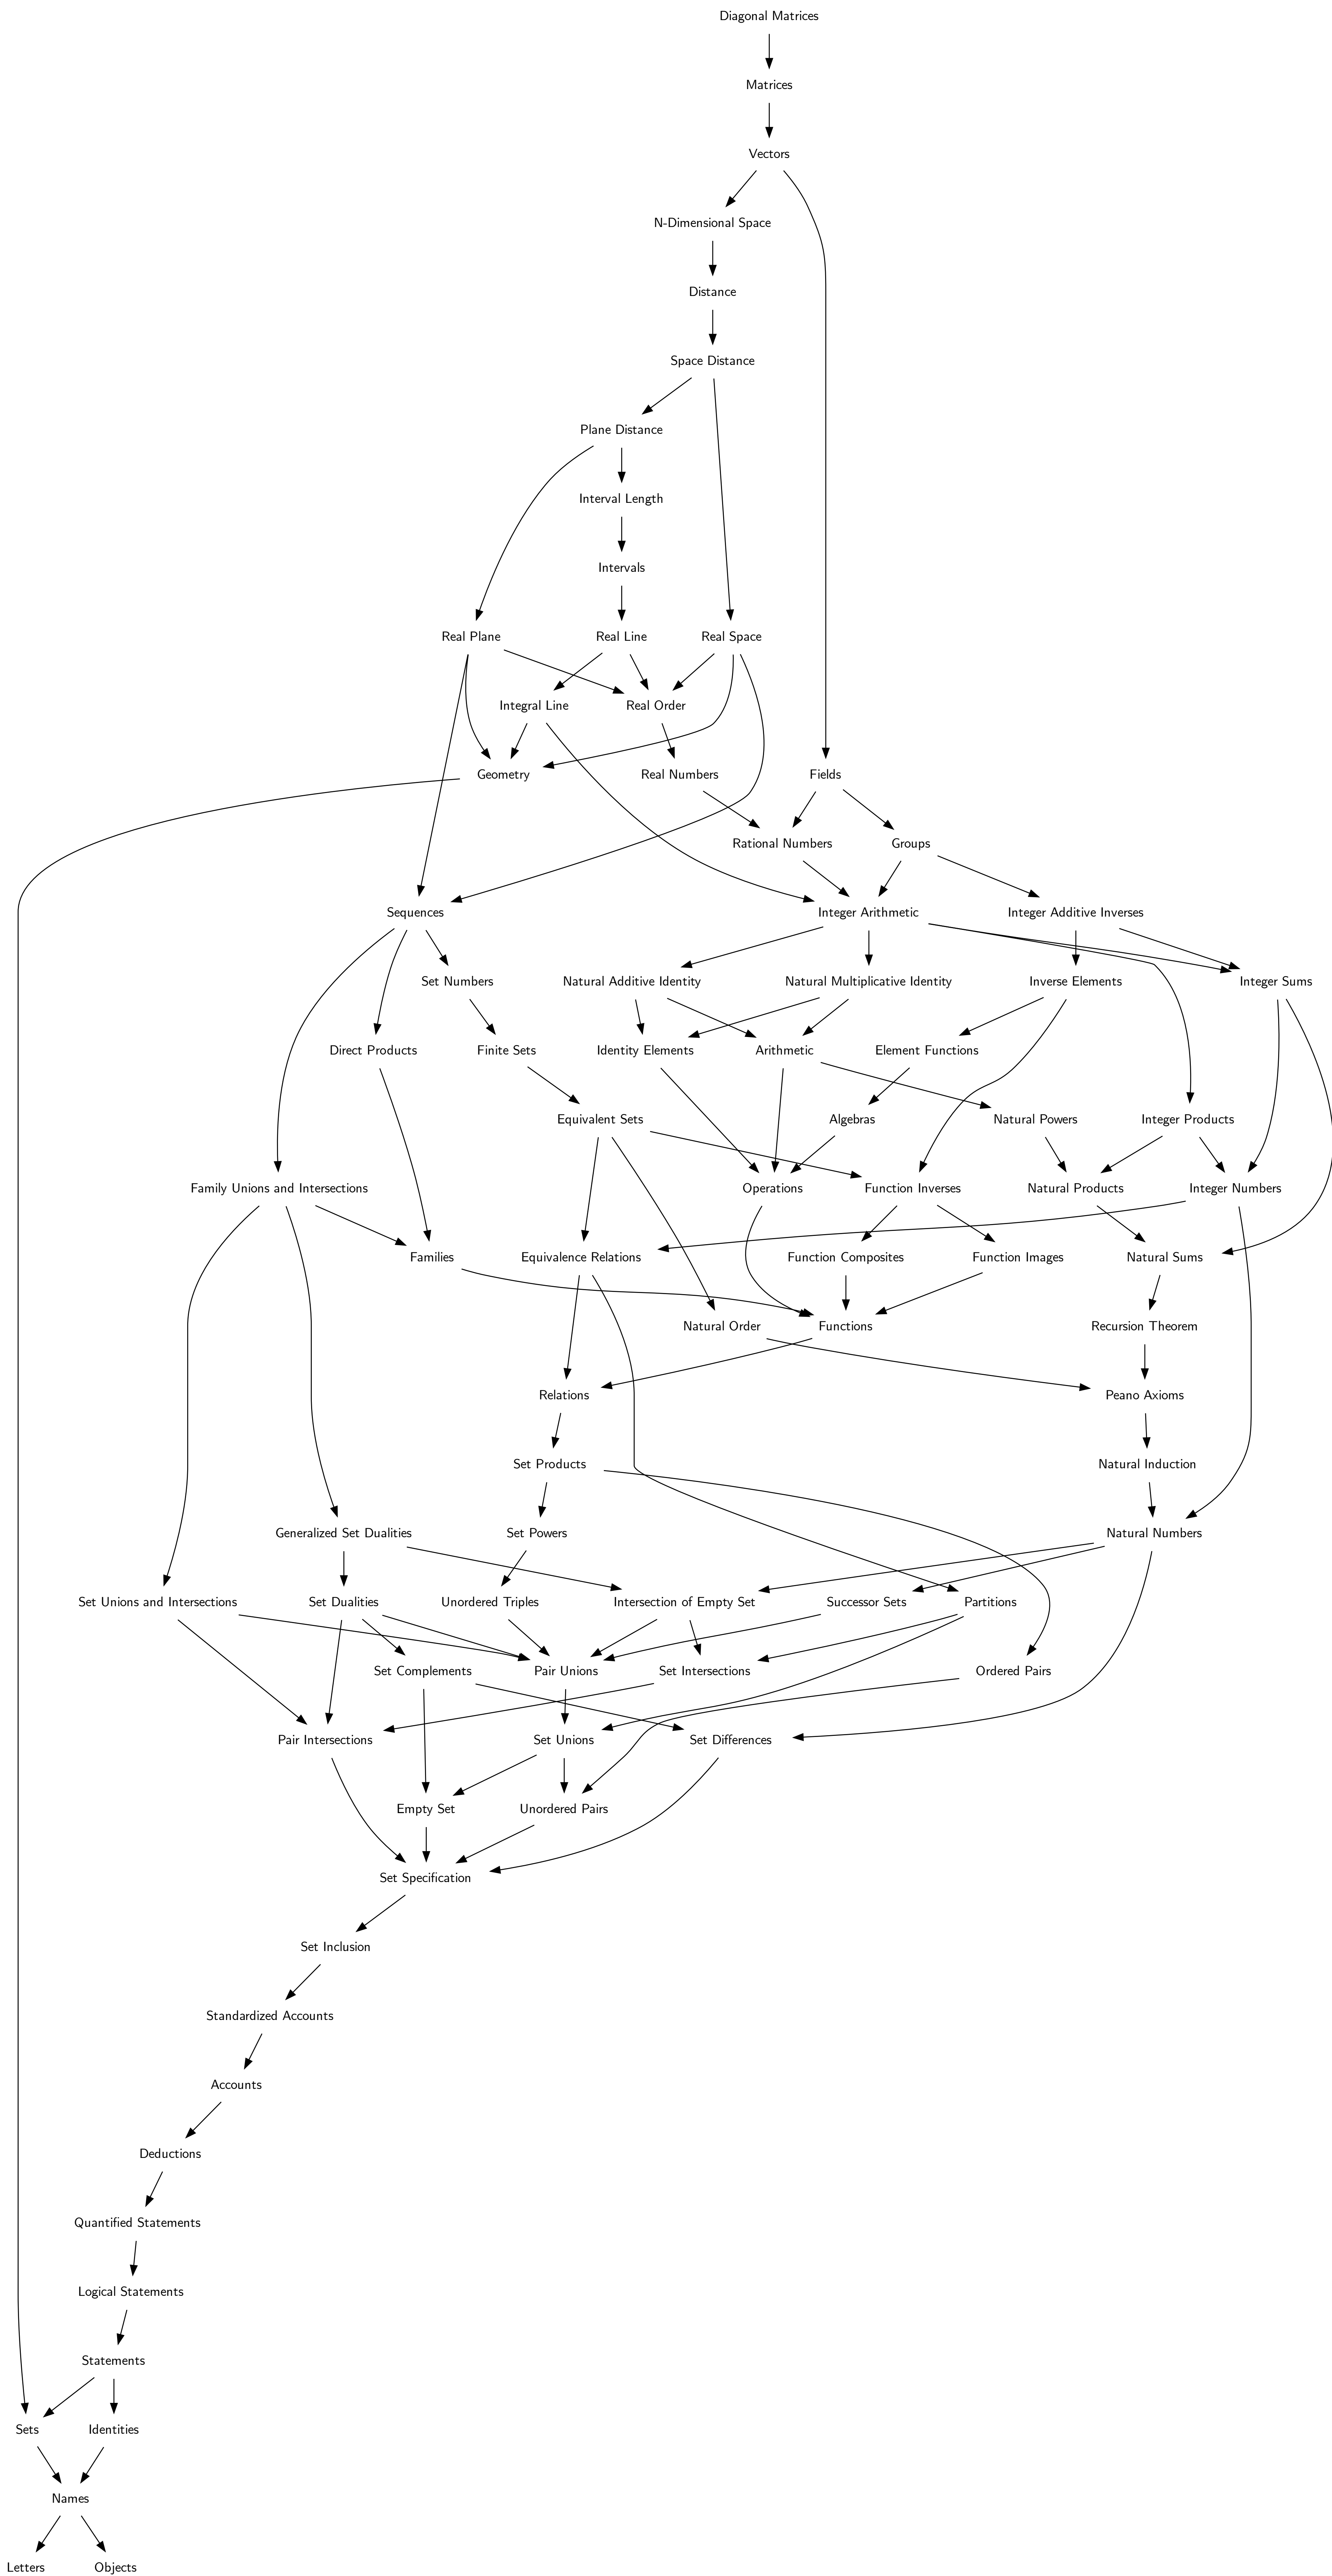 Diagonal Matrices
Matrices
Vectors
N-Dimensional Space
Distance
Space Distance
Plane Distance
Interval Length
Intervals
Real Plane
Real Line
Real Space
Integral Line
Real Order
Geometry
Real Numbers
Fields
Rational Numbers
Groups
Sequences
Integer Arithmetic
Integer Additive Inverses
Set Numbers
Natural Additive Identity
Natural Multiplicative Identity
Inverse Elements
Integer Sums
Direct Products
Finite Sets
Identity Elements
Arithmetic
Element Functions
Equivalent Sets
Algebras
Natural Powers
Integer Products
Family Unions and Intersections
Operations
Function Inverses
Natural Products
Integer Numbers
Families
Equivalence Relations
Function Composites
Function Images
Natural Sums
Natural Order
Functions
Recursion Theorem
Relations
Peano Axioms
Set Products
Natural Induction
Generalized Set Dualities
Set Powers
Natural Numbers
Set Unions and Intersections
Set Dualities
Unordered Triples
Intersection of Empty Set
Successor Sets
Partitions
Set Complements
Pair Unions
Set Intersections
Ordered Pairs
Pair Intersections
Set Unions
Set Differences
Empty Set
Unordered Pairs
Set Specification
Set Inclusion
Standardized Accounts
Accounts
Deductions
Quantified Statements
Logical Statements
Statements
Sets
Identities
Names
Letters
Objects